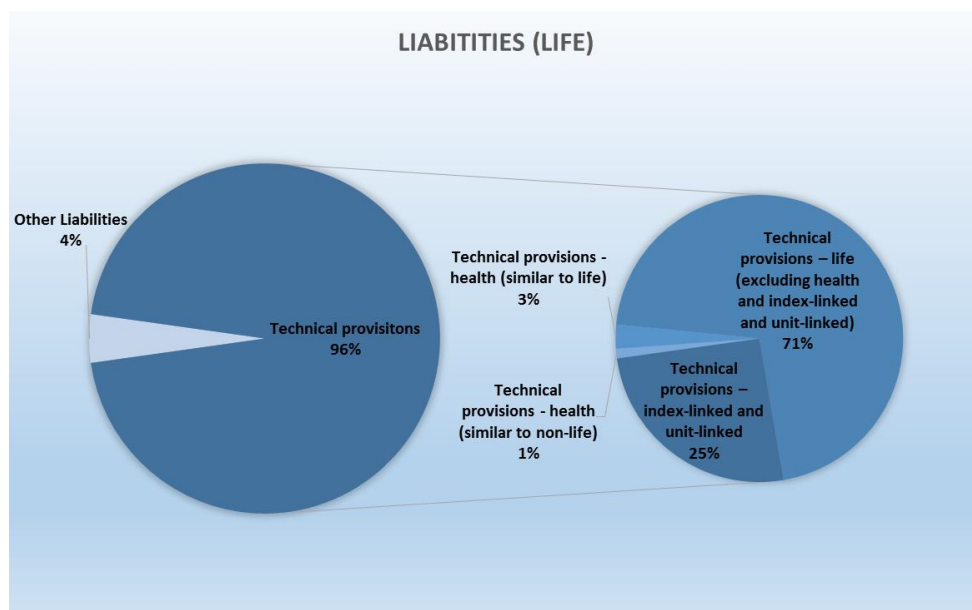 LIABITITIES (LIFE)
Other Liabilities
4%
Technical provisitons
96%
Technical provisions -
health (similar to life)
3%
Technical
provisions - health
(similar to non-life)
1%
Technical
provisions – life
(excluding health
and index-linked
and unit-linked)
71%
Technical
provisions –
index-linked and
unit-linked
25%